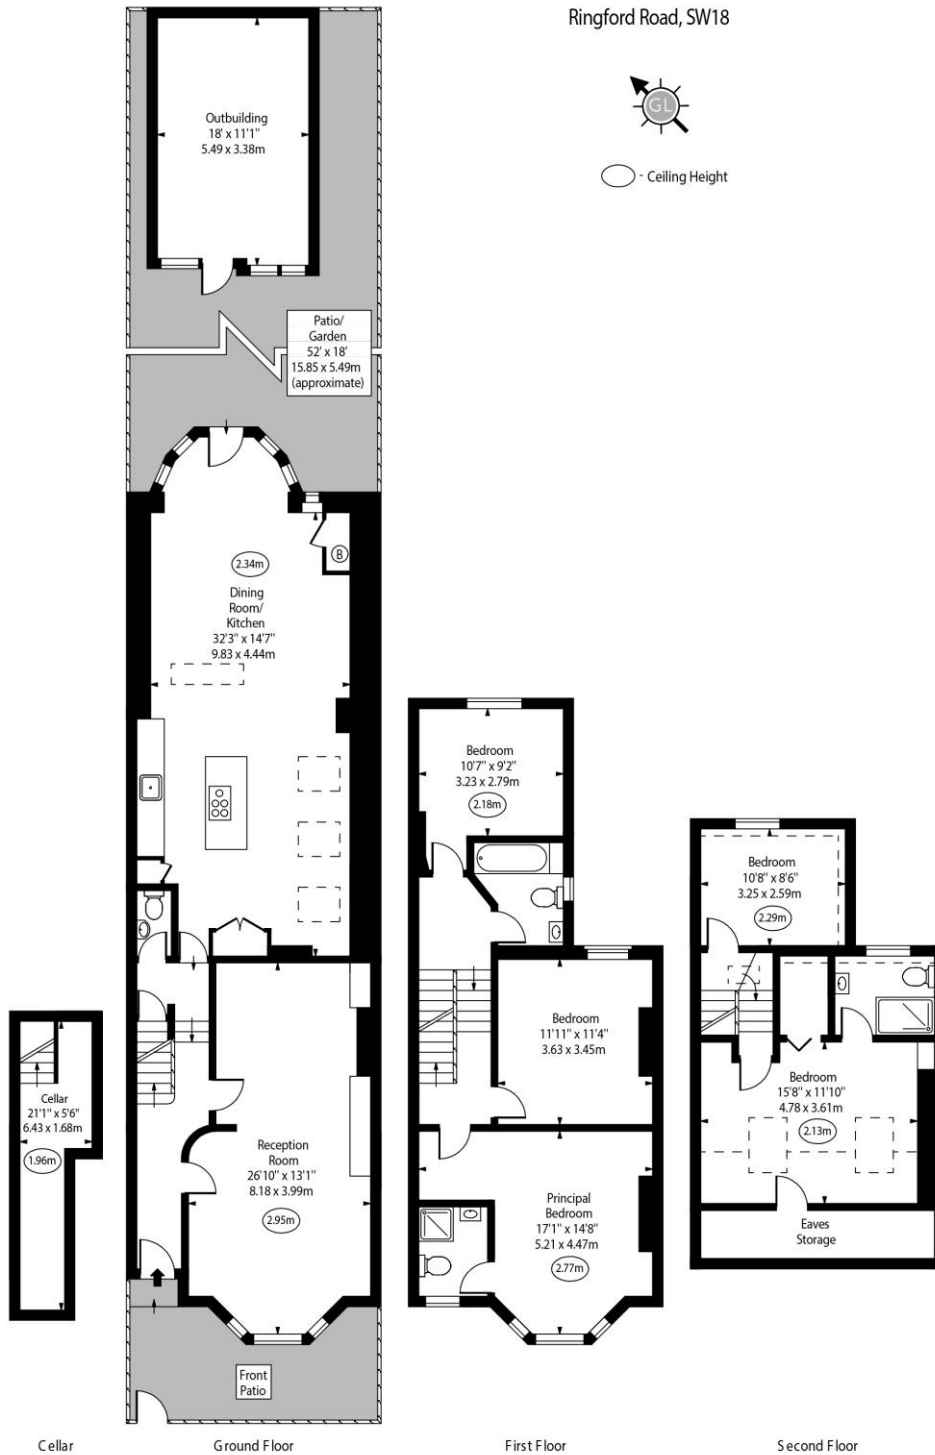 Ringford Road, SW18
GL
- Ceiling Height
Outbuilding
18' x 11'1"
5.49 x 3.38m
Patio/
Garden
52' x 18'
15.85 x 5.49m
(approximate)
B
2.34m
Dining
Room/
Kitchen
32'3" x 14'7"
9.83 x 4.44m
Reception
Room
26'10" x 13'1"
8.18 x 3.99m
2.95m
Front
Patio
Cellar
21'1" x 5'6"
6.43 x 1.68m
1.96m
Bedroom
10'7" x 9'2"
3.23 x 2.79m
2.18m
Bedroom
11'11" x 11'4"
3.63 x 3.45m
Principal
Bedroom
17'1" x 14'8"
5.21 x 4.47m
2.77m
Bedroom
10'8" x 8'6"
3.25 x 2.59m
2.29m
Bedroom
15'8" x 11'10"
4.78 x 3.61m
2.13m
Eaves
Storage
Cellar
Ground Floor
First Floor
Second Floor